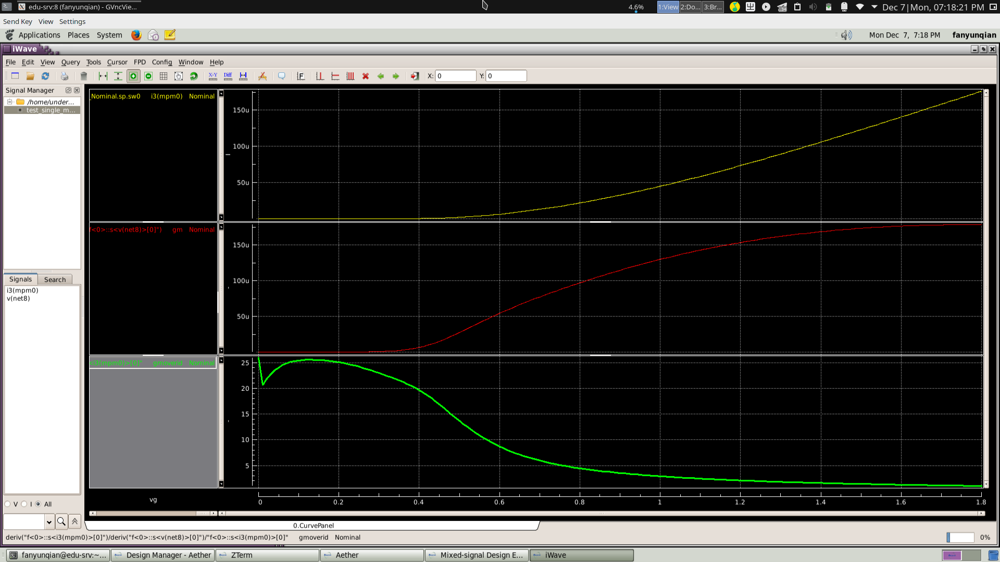 edu-srv:8 (fanyunqian) - GVncVie...
4.6%
1:View 2:Do... 3:Br...
34
Dec 7|Mon, 07:18:21 PM
Send Key View Settings
Applications Places System
Mon Dec 7, 7:18 PM fanyunqian
iWave
File Edit View Query Tools Cursor FPD Config Window Help
X-Y Diff F X: 0 Y: 0
Signal Manager
/home/under...
test_single_m...
_Nominal.sp.sw0 i3(mpm0) Nominal
150u
100u
50u
f<0>::s<v(net8)>[0]") gm Nominal
150u
100u
50u
<i3(mpm0)>[0]" gmoverid Nominal
25
20
15
10
5
Signals Search
i3(mpm0)
v(net8)
V I All
vg
0 0.2 0.4 0.6 0.8 1 1.2 1.4 1.6 1.8
0.CurvePanel
deriv("f<0>::s<i3(mpm0)>[0]")/deriv("f<0>::s<v(net8)>[0]")/"f<0>::s<i3(mpm0)>[0]" gmoverid Nominal
0%
fanyunqian@edu-srv:~... Design Manager - Aether ZTerm Aether Mixed-signal Design E... iWave